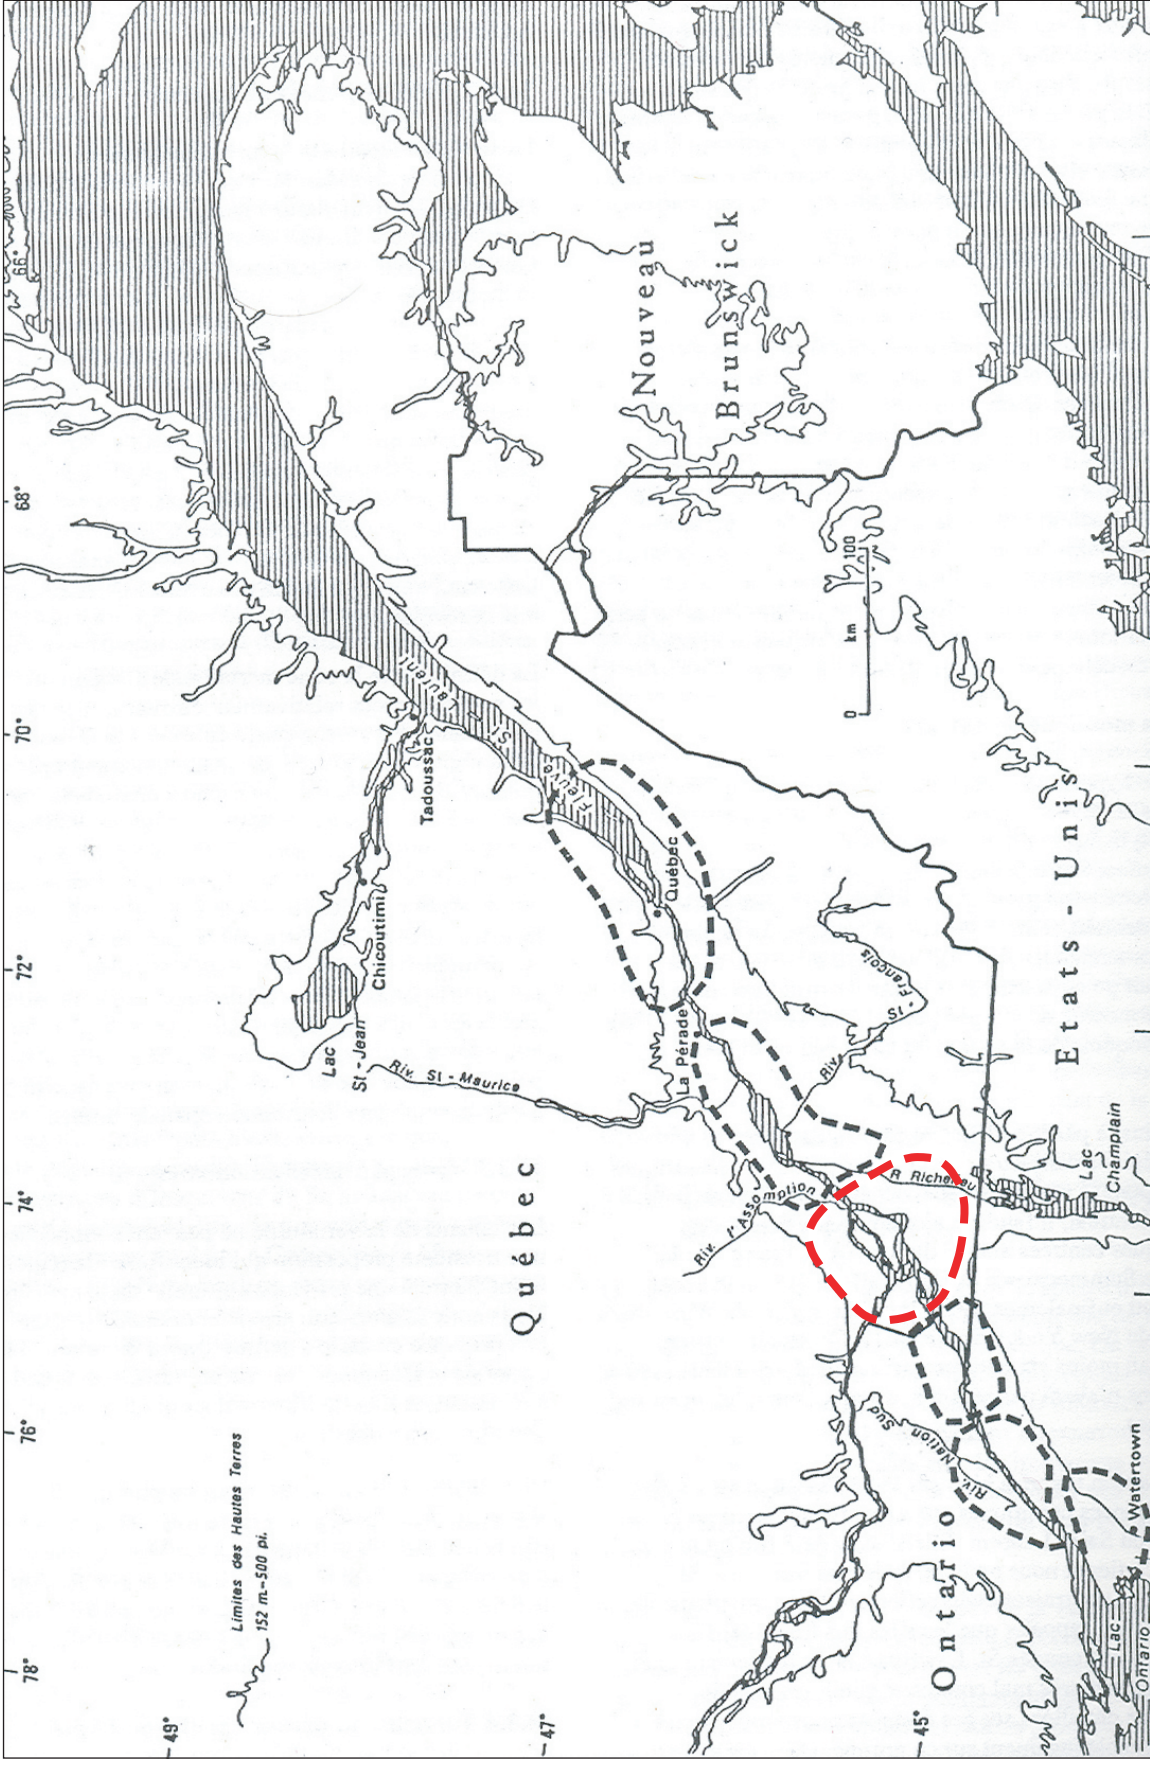 66°
68°
70°
72°
74°
76°
78°
49°
47°
45°
Limites des Hautes Terres
152 m.=500 pi.
Québec
Lac
St-Jean
Chicoutimi
Tadoussac
Fleuve St-Laurent
Québec
La Pérade
Riv. St-Maurice
Riv. l'Assomption
Riv. St-François
R. Richelieu
Nouveau
Brunswick
0 km 100
Etats-Unis
Lac
Champlain
Riv. Nation Sud
Ontario
Watertown
Lac
Ontario